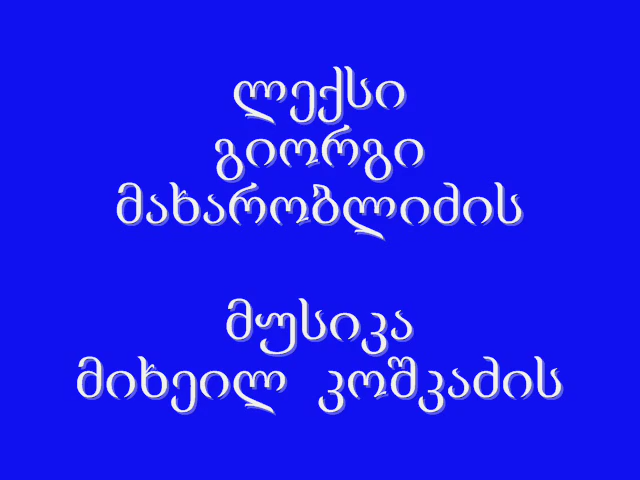 ლექსი
გიორგი
მახარობლიძის
მუსიკა
მიხეილ კოშკაძის